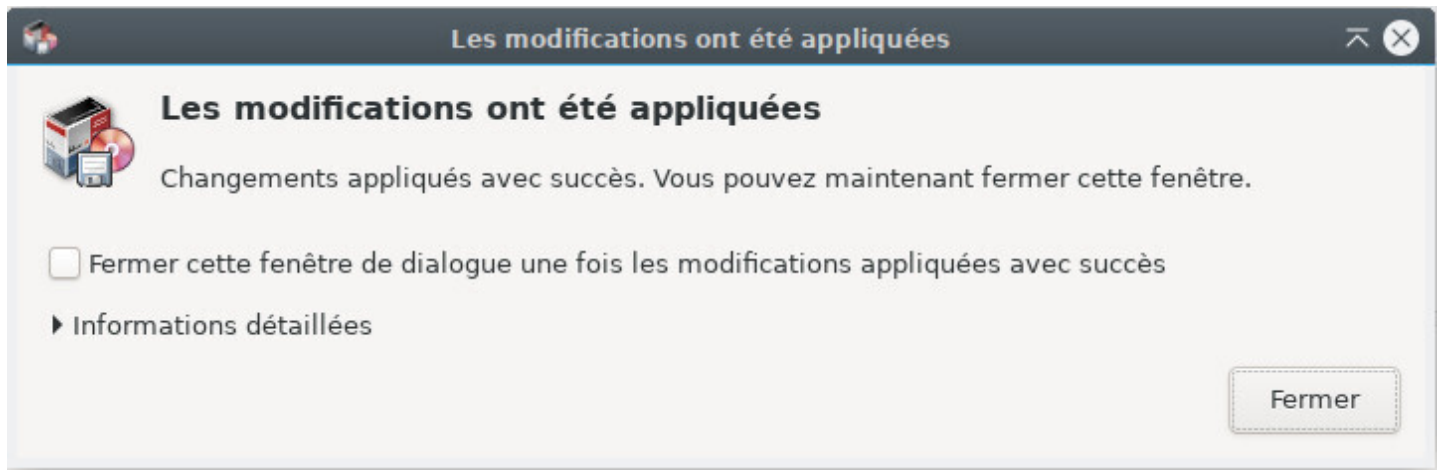 Les modifications ont été appliquées
Les modifications ont été appliquées
Changements appliqués avec succès. Vous pouvez maintenant fermer cette fenêtre.
Fermer cette fenêtre de dialogue une fois les modifications appliquées avec succès
Informations détaillées
Fermer